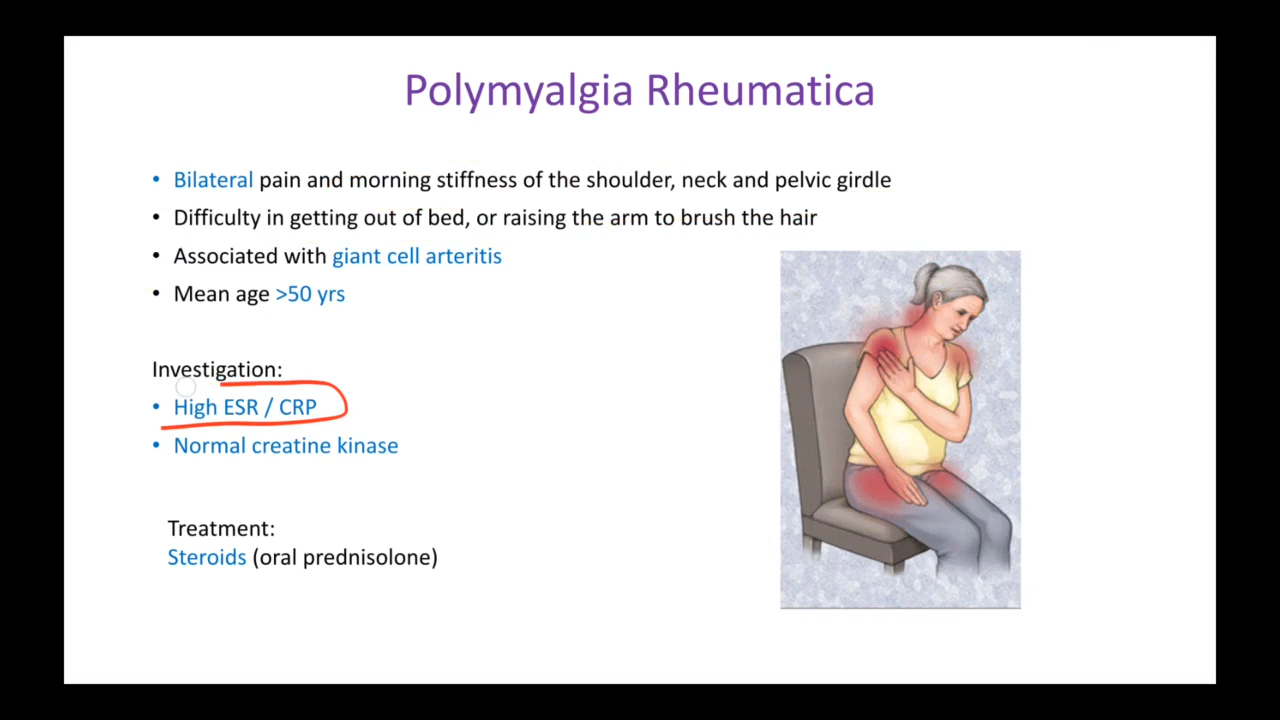 Polymyalgia Rheumatica
• Bilateral pain and morning stiffness of the shoulder, neck and pelvic girdle
• Difficulty in getting out of bed, or raising the arm to brush the hair
• Associated with giant cell arteritis
• Mean age >50 yrs
Investigation:
• High ESR / CRP
• Normal creatine kinase
Treatment:
Steroids (oral prednisolone)